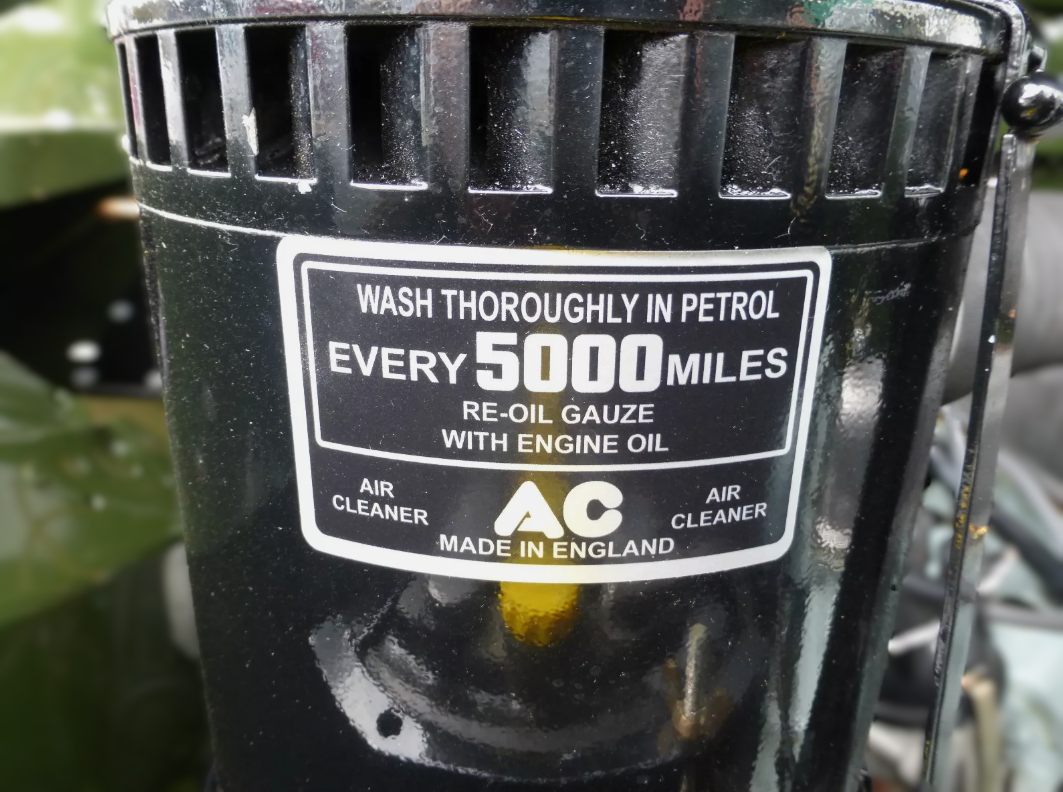 WASH THOROUGHLY IN PETROL
EVERY 5000 MILES
RE-OIL GAUZE
WITH ENGINE OIL
AIR
CLEANER
AC
AIR
CLEANER
MADE IN ENGLAND